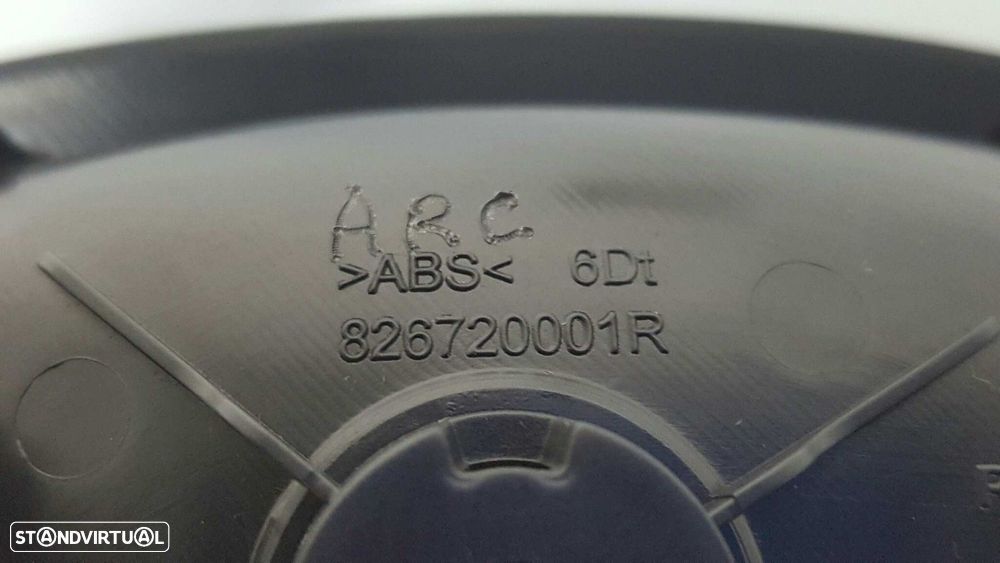 ARC
>ABS< 6Dt
826720001R
STANDVIRTUAL